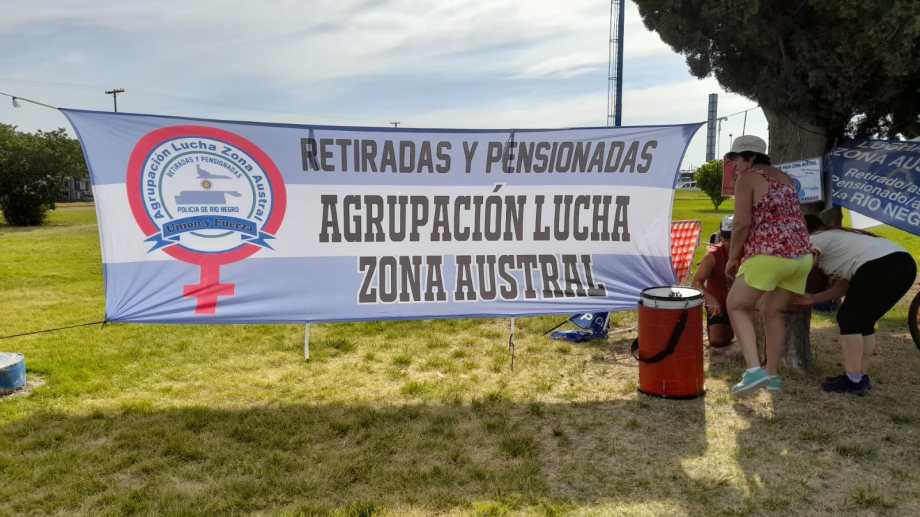 RETIRADAS Y PENSIONADAS
AGRUPACIÓN LUCHA
ZONA AUSTRAL
Agrupación Lucha Zona Austral
RETIRADAS Y PENSIONADAS
POLICIA DE RIO NEGRO
Unión y Fuerza
ZONA AUSTRAL
Retirado/
Pensionado/
RIO NEG